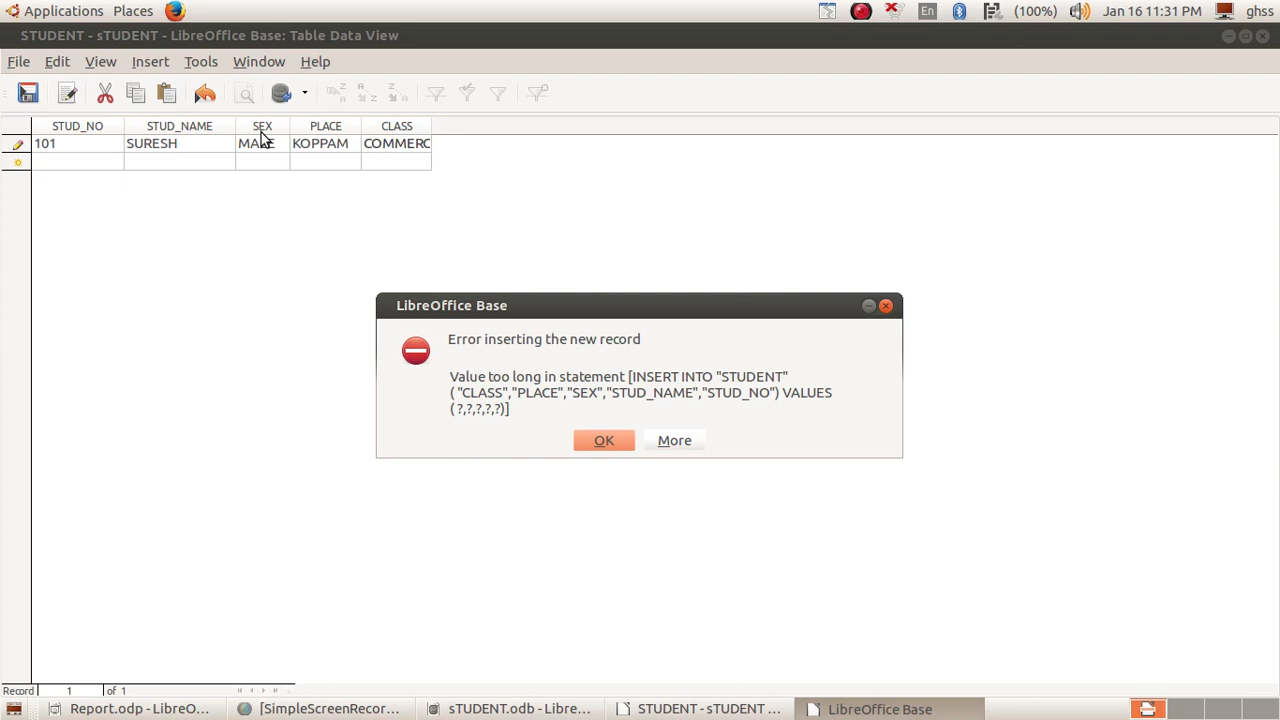 Applications Places En (100%) Jan 16 11:31 PM ghss
STUDENT - sTUDENT - LibreOffice Base: Table Data View
File Edit View Insert Tools Window Help
STUD_NO STUD_NAME SEX PLACE CLASS
101 SURESH MALE KOPPAM COMMERC
LibreOffice Base
Error inserting the new record
Value too long in statement [INSERT INTO "STUDENT"
( "CLASS","PLACE","SEX","STUD_NAME","STUD_NO") VALUES
( ?,?,?,?,?)]
OK More
Record 1 of 1
Report.odp - LibreO... [SimpleScreenRecor... sTUDENT.odb - Libre... STUDENT - sTUDENT ... LibreOffice Base